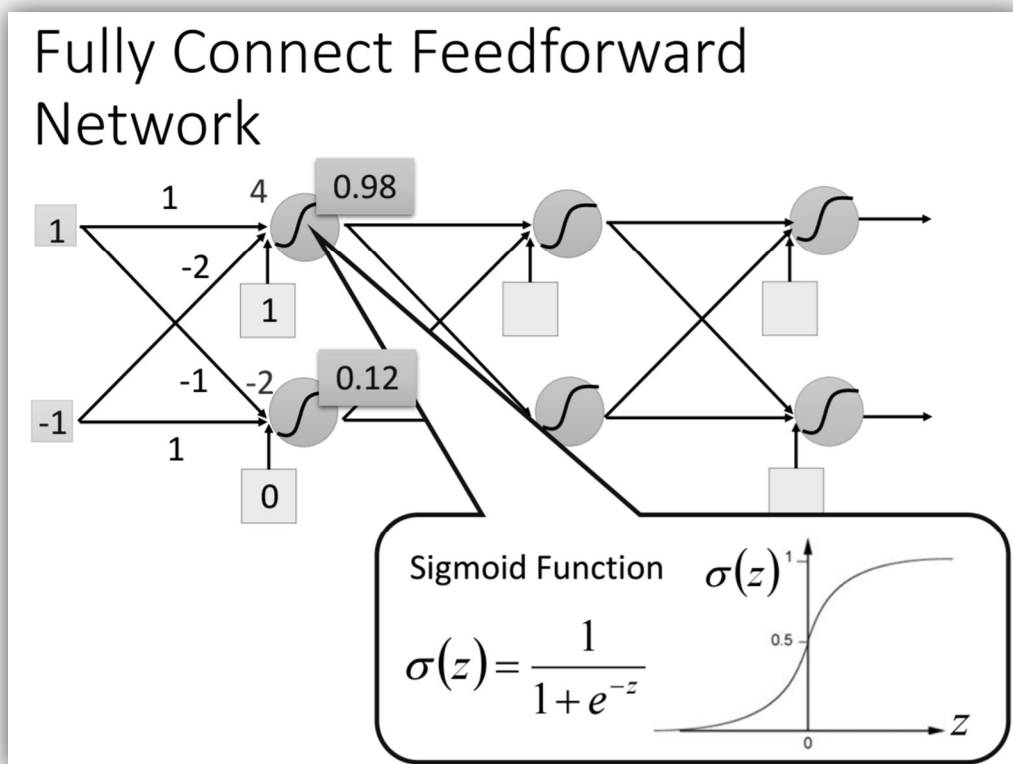 Fully Connect Feedforward
Network
1
1
4
0.98
-2
1
-1
-2
0.12
-1
1
0
Sigmoid Function
σ(z)
1
0.5
σ(z) = 1 / (1 + e^{-z})
z
0